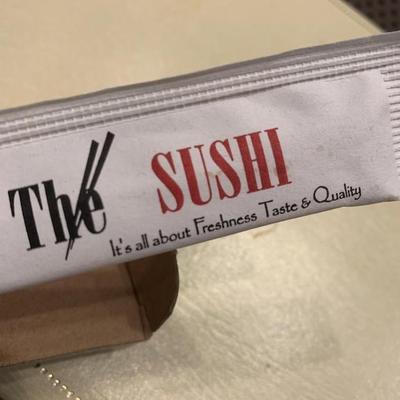 The SUSHI
It's all about Freshness Taste & Quality